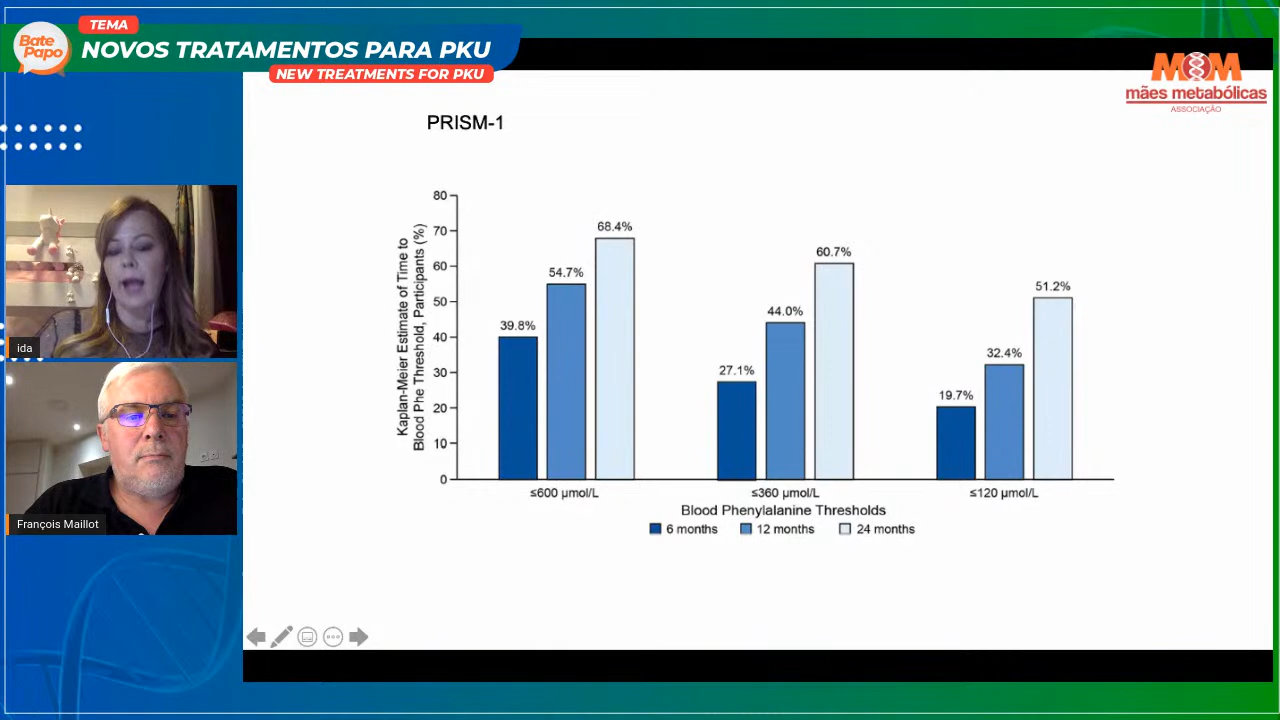 Bate
Papo
TEMA
NOVOS TRATAMENTOS PARA PKU
NEW TREATMENTS FOR PKU
MOM
mães metabólicas
ASSOCIAÇÃO
ida
François Maillot
PRISM-1
Kaplan-Meier Estimate of Time to
Blood Phe Threshold, Participants (%)
80
70
60
50
40
30
20
10
0
39.8%
54.7%
68.4%
27.1%
44.0%
60.7%
19.7%
32.4%
51.2%
≤600 µmol/L
≤360 µmol/L
≤120 µmol/L
Blood Phenylalanine Thresholds
6 months
12 months
24 months